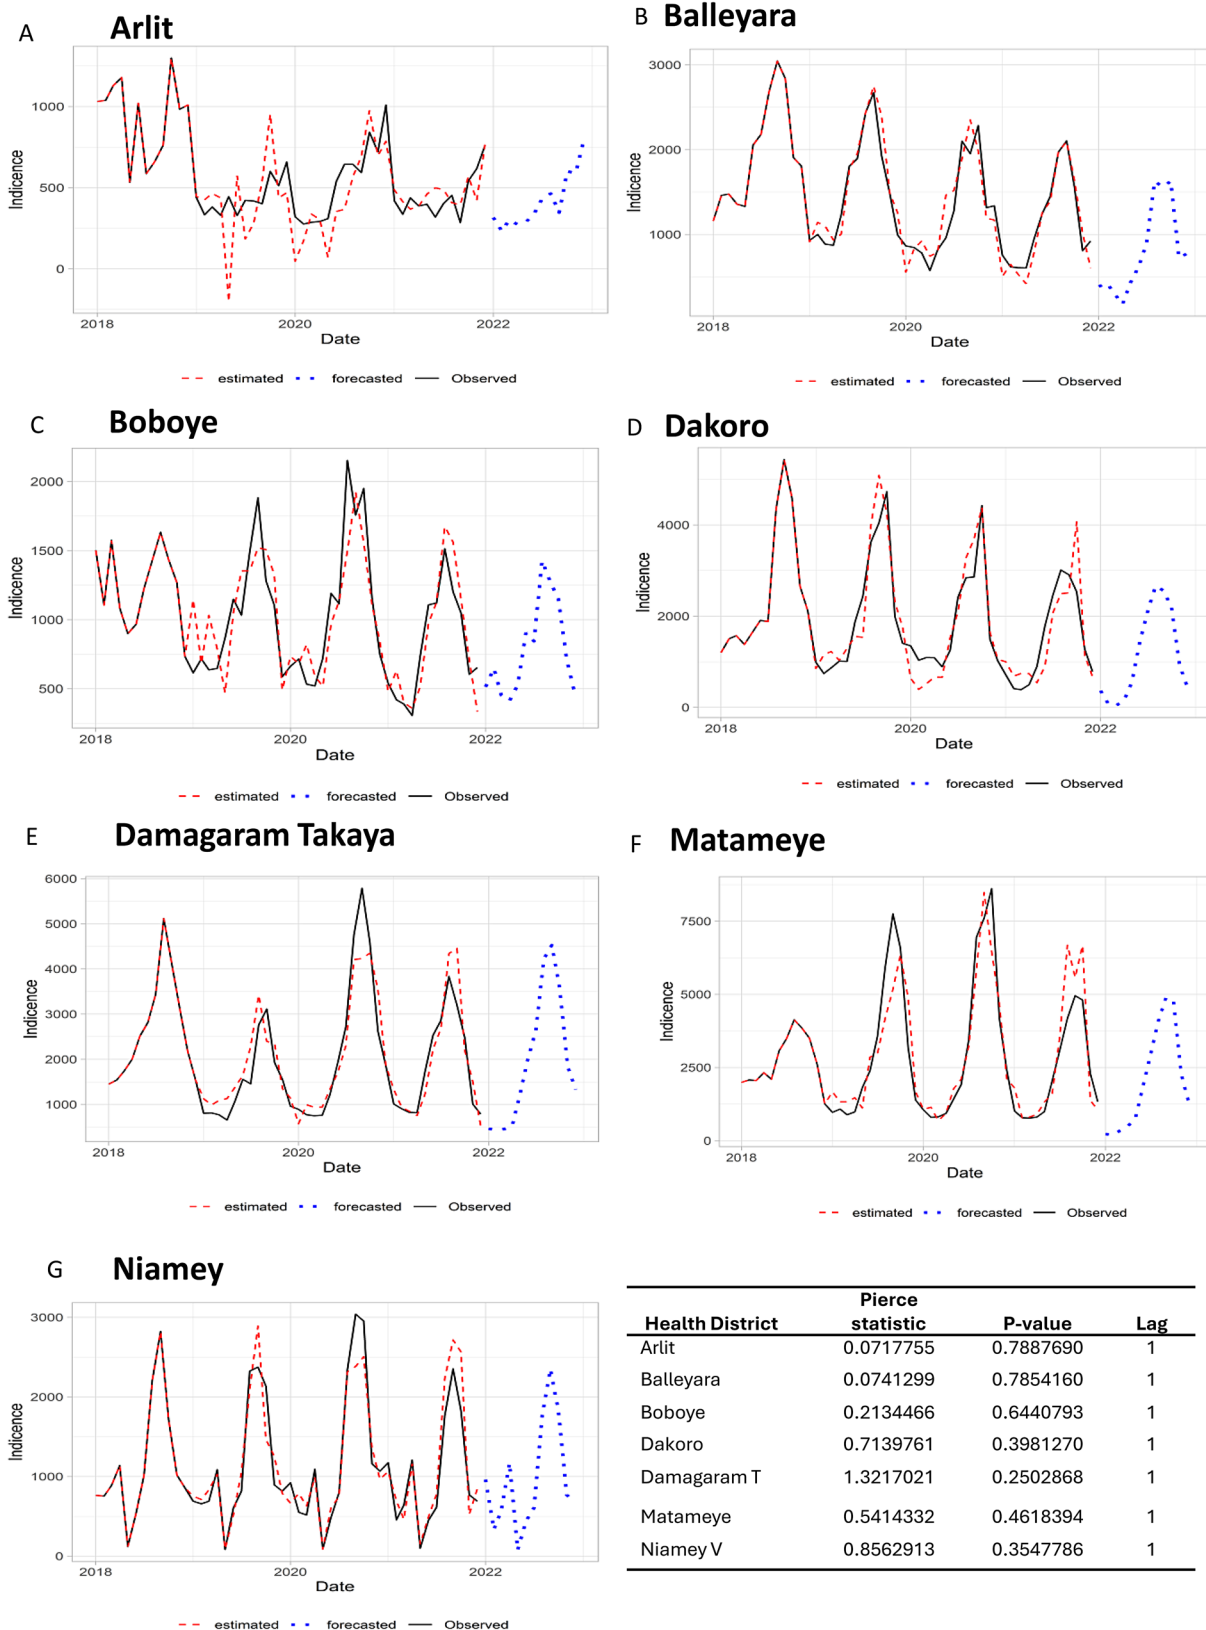 A Arlit
Indicence
1000
500
0
2018 2020 2022
Date
estimated forecasted Observed
B Balleyara
Indicence
3000
2000
1000
2018 2020 2022
Date
estimated forecasted Observed
C Boboye
Indicence
2000
1500
1000
500
2018 2020 2022
Date
estimated forecasted Observed
D Dakoro
Indicence
4000
2000
0
2018 2020 2022
Date
estimated forecasted Observed
E Damagaram Takaya
Indicence
6000
5000
4000
3000
2000
1000
2018 2020 2022
Date
estimated forecasted Observed
F Matameye
Indicence
7500
5000
2500
0
2018 2020 2022
Date
estimated forecasted Observed
G Niamey
Indicence
3000
2000
1000
0
2018 2020 2022
Date
estimated forecasted Observed
Pierce
Health District statistic P-value Lag
Arlit 0.0717755 0.7887690 1
Balleyara 0.0741299 0.7854160 1
Boboye 0.2134466 0.6440793 1
Dakoro 0.7139761 0.3981270 1
Damagaram T 1.3217021 0.2502868 1
Matameye 0.5414332 0.4618394 1
Niamey V 0.8562913 0.3547786 1